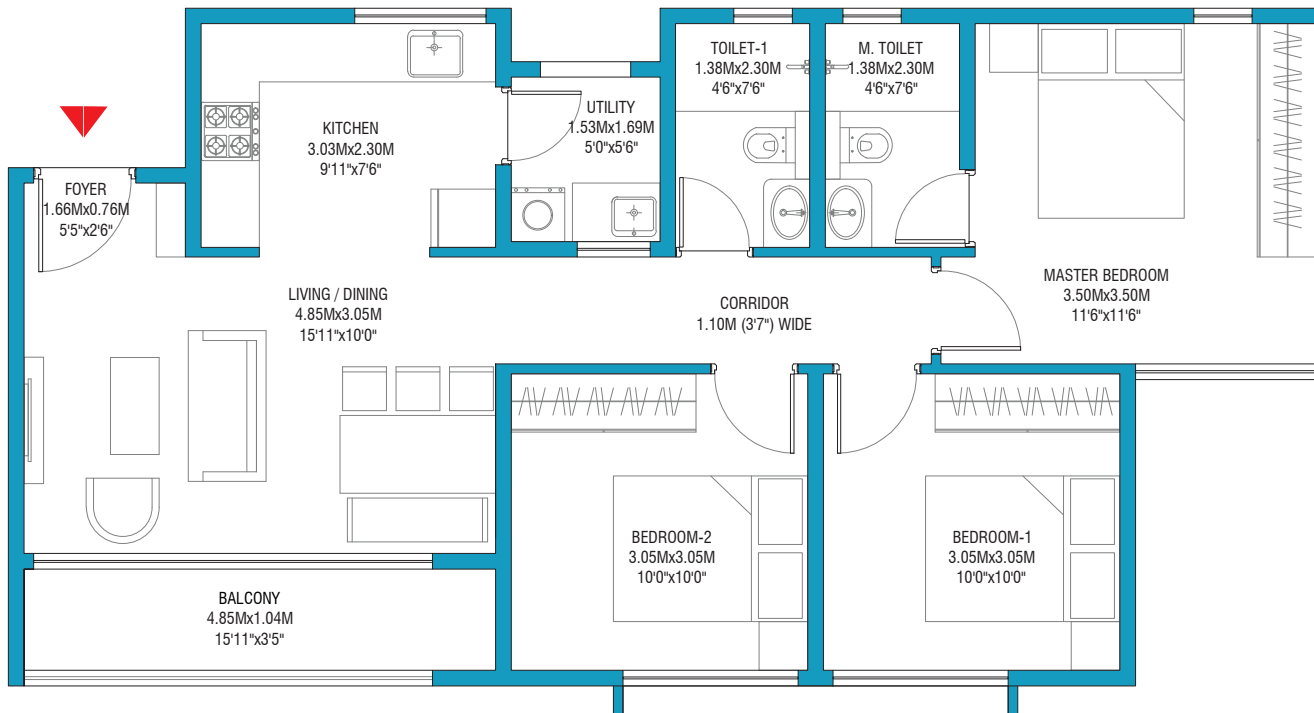 TOILET-1
1.38Mx2.30M
4'6"x7'6"
M. TOILET
1.38Mx2.30M
4'6"x7'6"
UTILITY
1.53Mx1.69M
5'0"x5'6"
KITCHEN
3.03Mx2.30M
9'11"x7'6"
FOYER
1.66Mx0.76M
5'5"x2'6"
LIVING / DINING
4.85Mx3.05M
15'11"x10'0"
CORRIDOR
1.10M (3'7") WIDE
MASTER BEDROOM
3.50Mx3.50M
11'6"x11'6"
BEDROOM-2
3.05Mx3.05M
10'0"x10'0"
BEDROOM-1
3.05Mx3.05M
10'0"x10'0"
BALCONY
4.85Mx1.04M
15'11"x3'5"